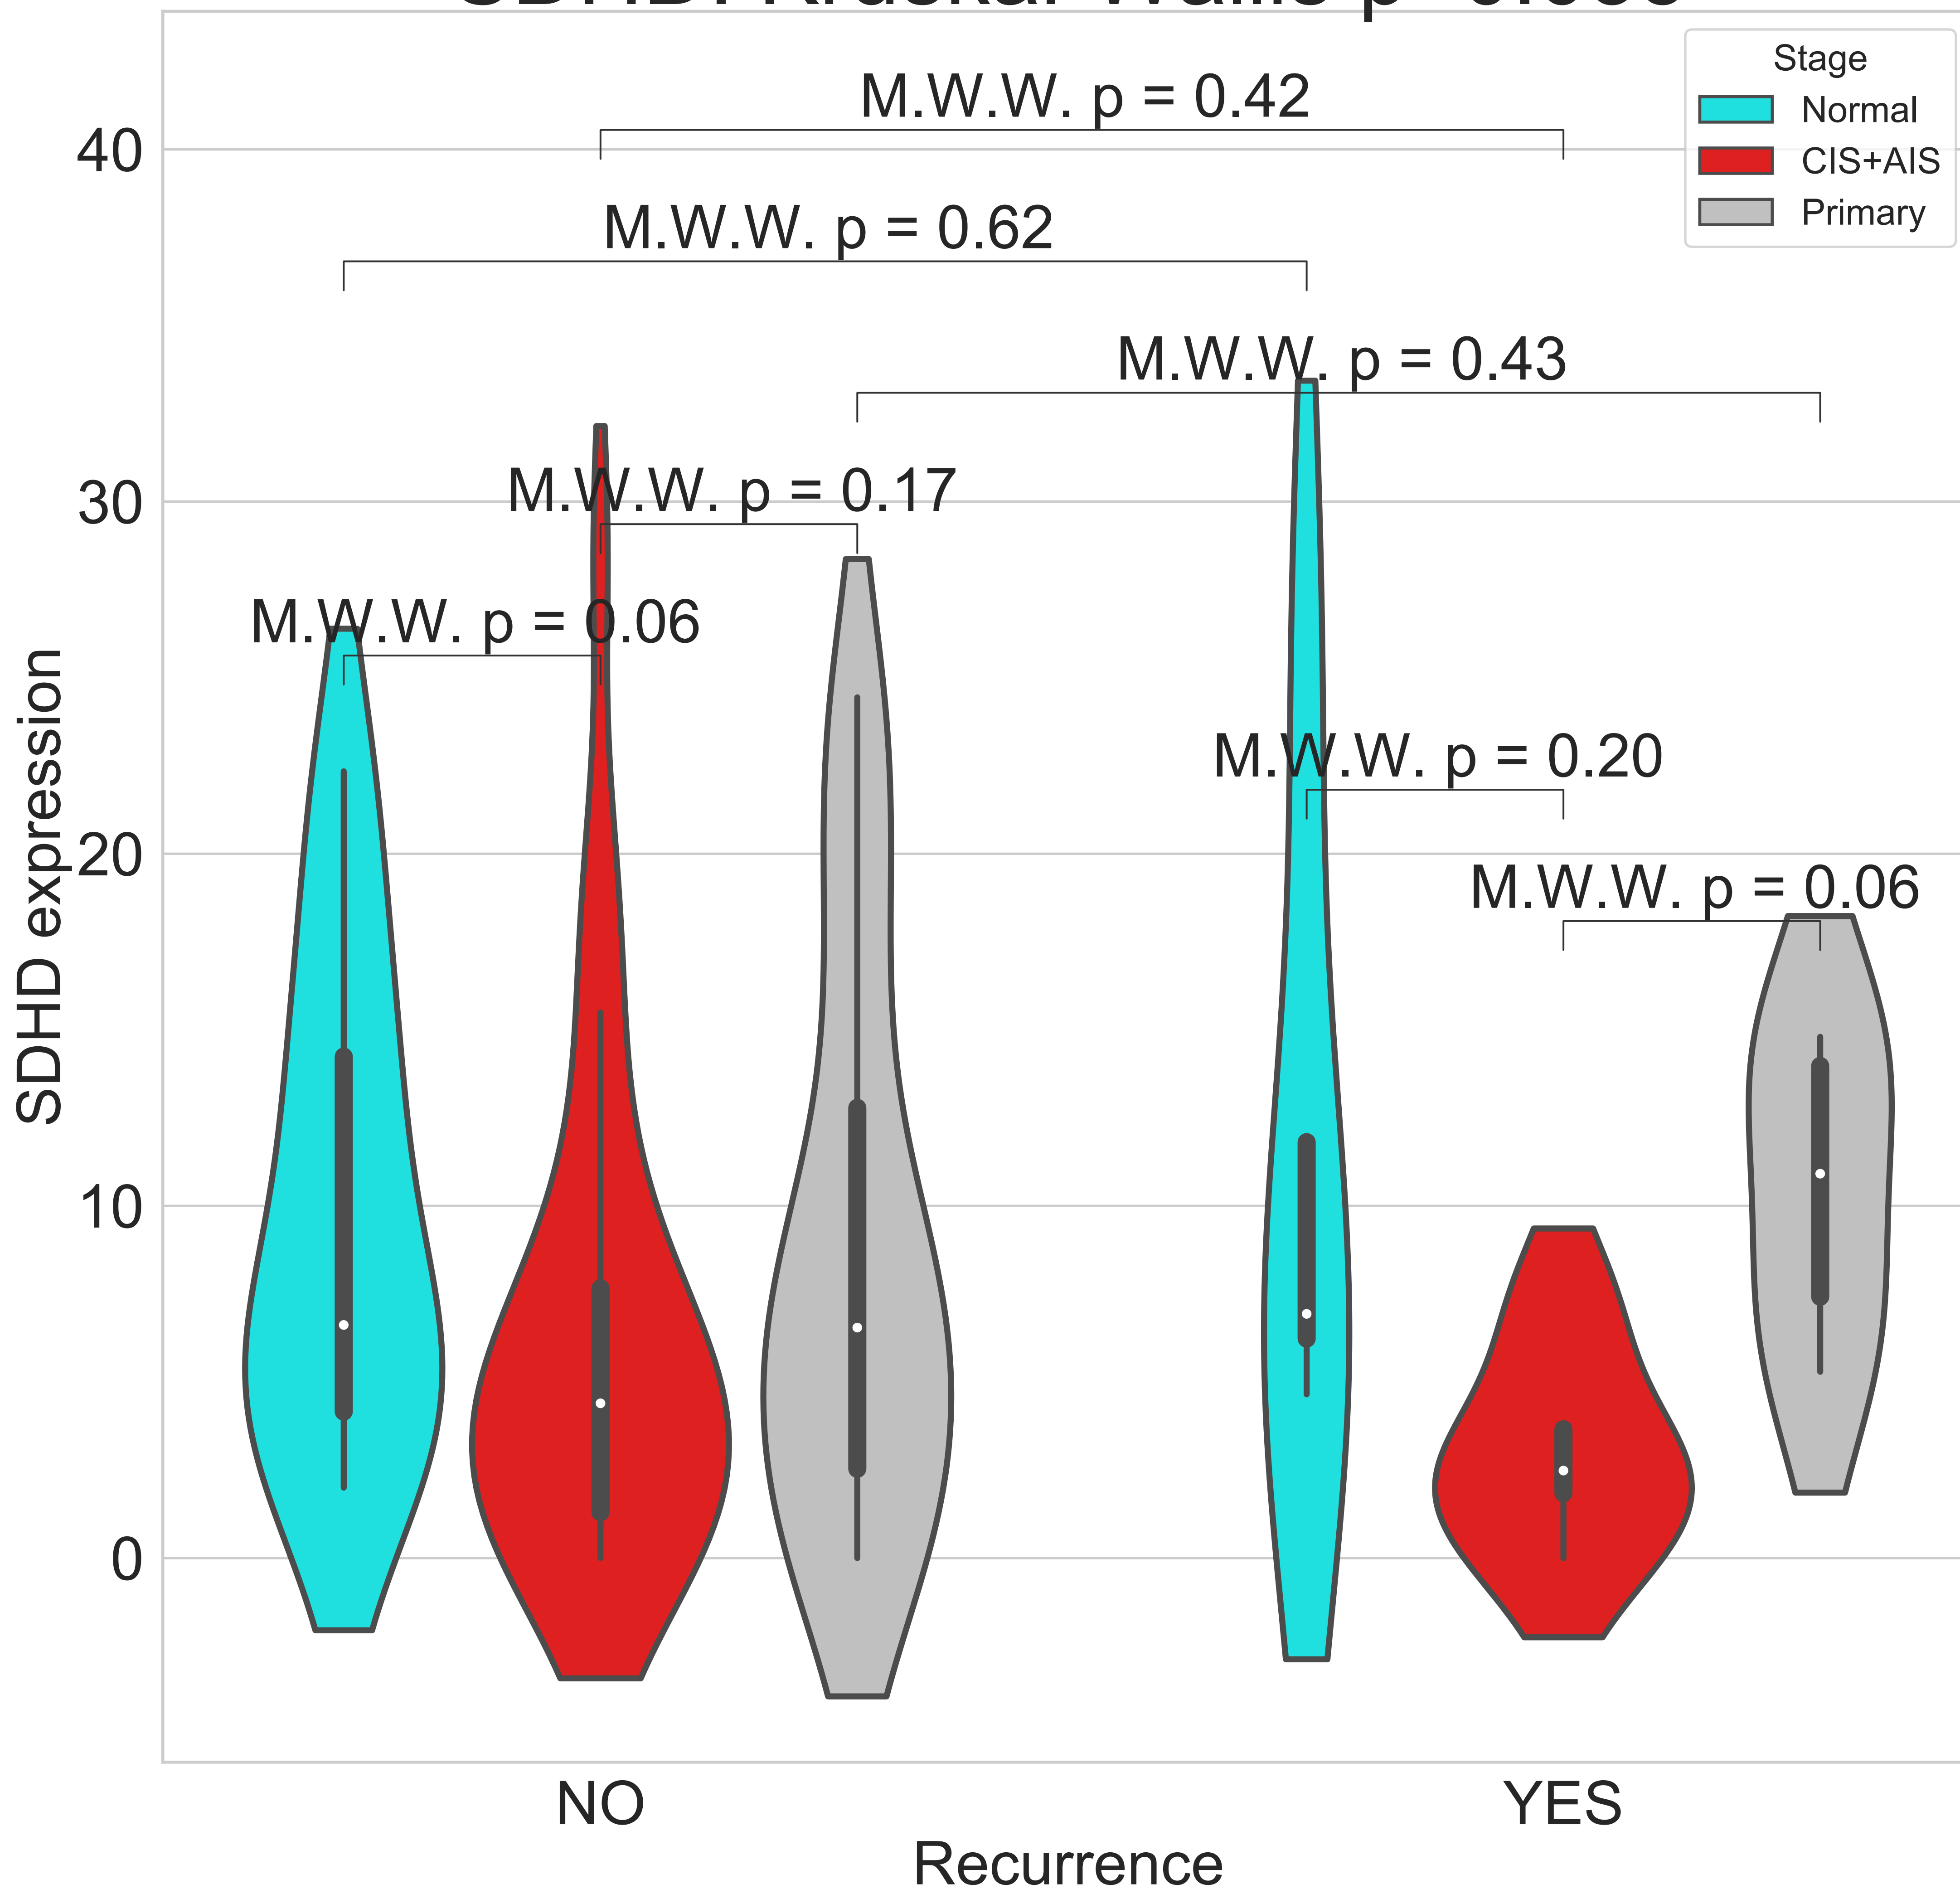 Stage
Normal
CIS+AIS
Primary
M.W.W. p = 0.42
M.W.W. p = 0.62
M.W.W. p = 0.43
M.W.W. p = 0.17
M.W.W. p = 0.06
M.W.W. p = 0.20
M.W.W. p = 0.06
40
30
20
10
0
SDHD expression
NO
YES
Recurrence